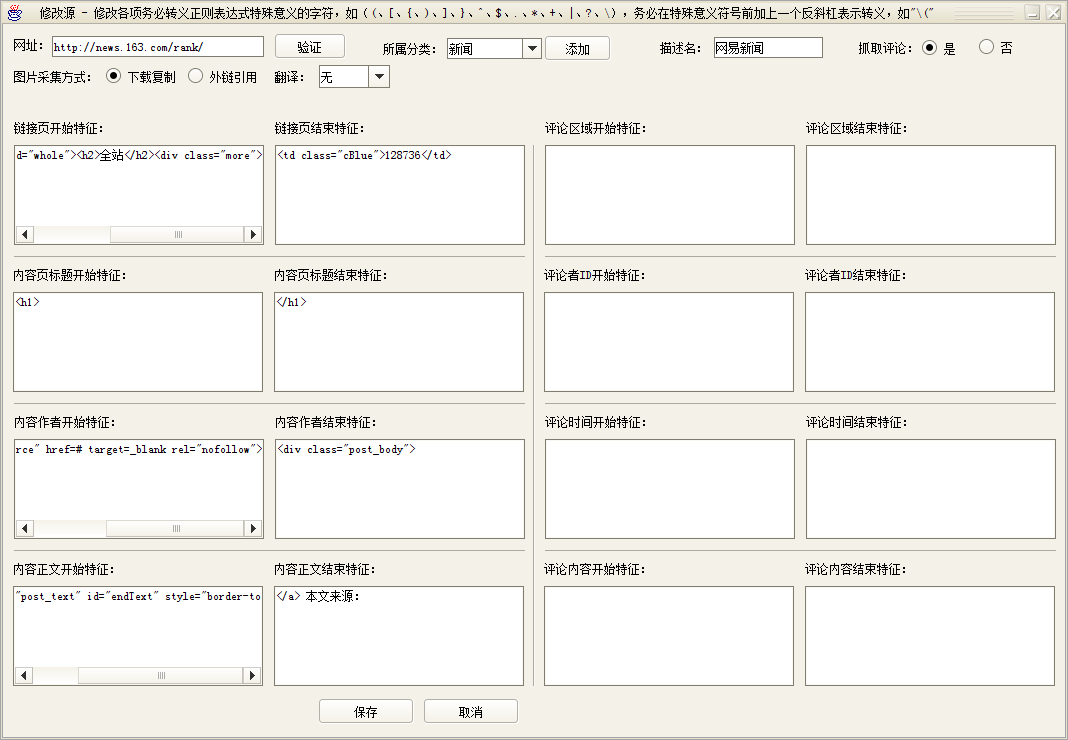 修改源 - 修改各项务必转义正则表达式特殊意义的字符，如（(、[、{、)、]、}、^、$、.、*、+、|、?、\），务必在特殊意义符号前加上一个反斜杠表示转义，如"\("
网址： http://news.163.com/rank/ 验证 所属分类： 新闻 添加 描述名： 网易新闻 抓取评论： 是 否
图片采集方式： 下载复制 外链引用 翻译： 无
链接页开始特征： 链接页结束特征： 评论区域开始特征： 评论区域结束特征：
d="whole"><h2>全站</h2><div class="more"> <td class="cBlue">128736</td>
内容页标题开始特征： 内容页标题结束特征： 评论者ID开始特征： 评论者ID结束特征：
<h1> </h1>
内容作者开始特征： 内容作者结束特征： 评论时间开始特征： 评论时间结束特征：
rce" href=# target=_blank rel="nofollow"> <div class="post_body">
内容正文开始特征： 内容正文结束特征： 评论内容开始特征： 评论内容结束特征：
"post_text" id="endText" style="border-to </a> 本文来源：
保存 取消